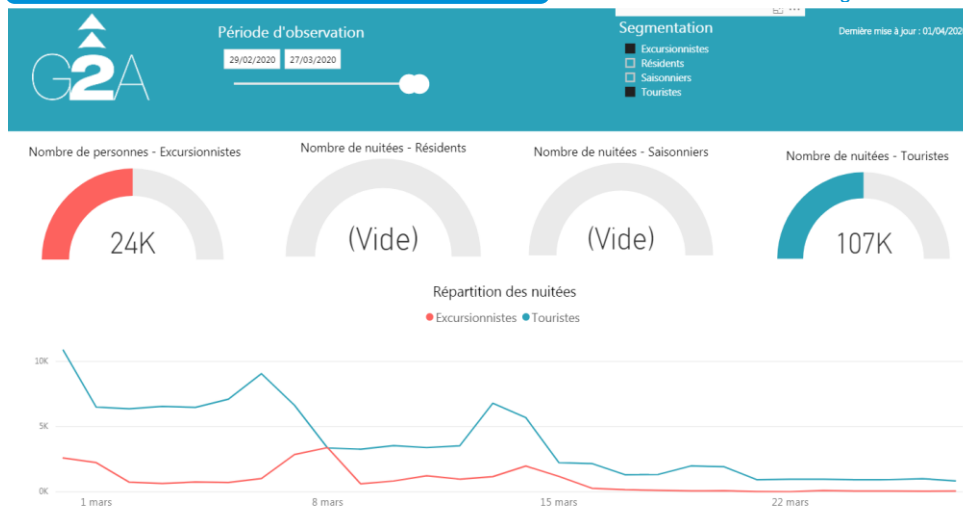 G2A
Période d'observation
29/02/2020 27/03/2020
Segmentation
Excursionnistes
Résidents
Saisonniers
Touristes
Dernière mise à jour : 01/04/202
Nombre de personnes - Excursionnistes
24K
Nombre de nuitées - Résidents
(Vide)
Nombre de nuitées - Saisonniers
(Vide)
Nombre de nuitées - Touristes
107K
Répartition des nuitées
Excursionnistes Touristes
10K
5K
0K
1 mars 8 mars 15 mars 22 mars